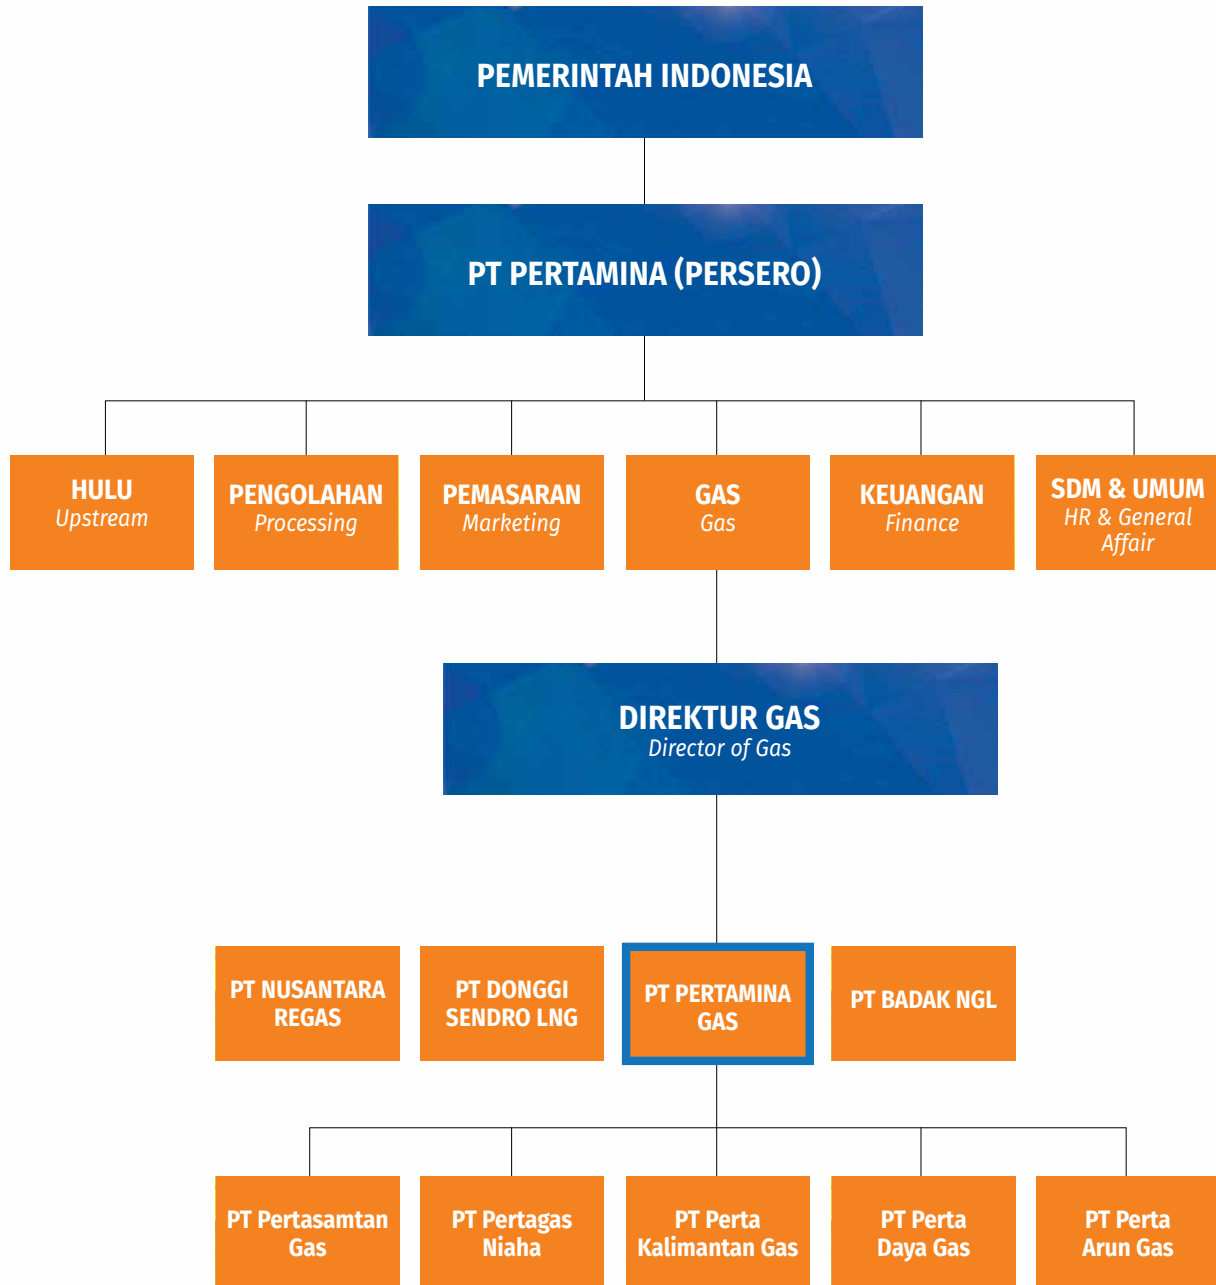 PEMERINTAH INDONESIA
PT PERTAMINA (PERSERO)
HULU
Upstream
PENGOLAHAN
Processing
PEMASARAN
Marketing
GAS
Gas
KEUANGAN
Finance
SDM & UMUM
HR & General
Affair
DIREKTUR GAS
Director of Gas
PT NUSANTARA
REGAS
PT DONGGI
SENDRO LNG
PT PERTAMINA
GAS
PT BADAK NGL
PT Pertasamtan
Gas
PT Pertagas
Niaha
PT Perta
Kalimantan Gas
PT Perta
Daya Gas
PT Perta
Arun Gas